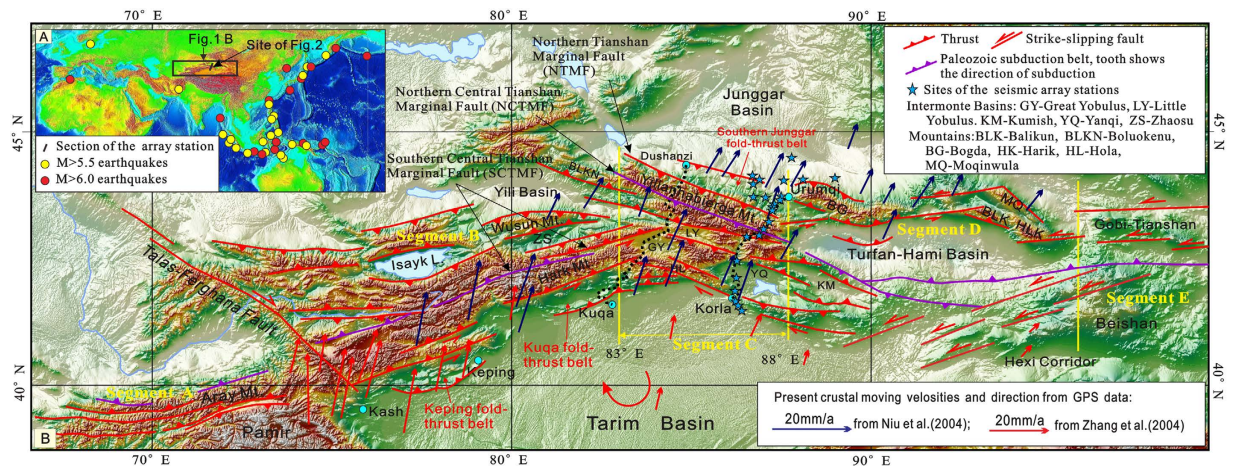 70° E
80° E
90° E
A
Fig.1 B
Site of Fig.2
Section of the array station
M>5.5 earthquakes
M>6.0 earthquakes
Northern Tianshan
Marginal Fault
(NTMF)
Northern Central Tianshan
Marginal Fault (NCTMF)
Southern Central Tianshan
Marginal Fault (SCTMF)
Junggar
Basin
Southern Junggar
fold-thrust belt
Thrust
Strike-slipping fault
Paleozoic subduction belt, tooth shows
the direction of subduction
Sites of the seismic array stations
Intermonte Basins: GY-Great Yobulus, LY-Little
Yobulus. KM-Kumish, YQ-Yanqi, ZS-Zhaosu
Mountains:BLK-Balikun, BLKN-Boluokenu,
BG-Bogda, HK-Harik, HL-Hola,
MQ-Moqinwula
45° N
45° N
Dushanzi
BLKN
Yili Basin
Urumqi
BG
Wusun Mt.
ZS
Segment B
Isayk L.
LY
GY
HL
YQ
KM
MQ
BLK
HLK
Segment D
Turfan-Hami Basin
Gobi-Tianshan
Segment E
Beishan
Hexi Corridor
Talas-Ferghana Fault
Kuqa
Korla
83° E
Segment C
88° E
Kuqa fold-
thrust belt
Keping
Kash
Keping fold-
thrust belt
Segment A
Aray Mt.
Pamir
Tarim Basin
40° N
40° N
Present crustal moving velosities and direction from GPS data:
20mm/a
from Niu et al.(2004);
20mm/a
from Zhang et al.(2004)
B
70° E
80° E
90° E